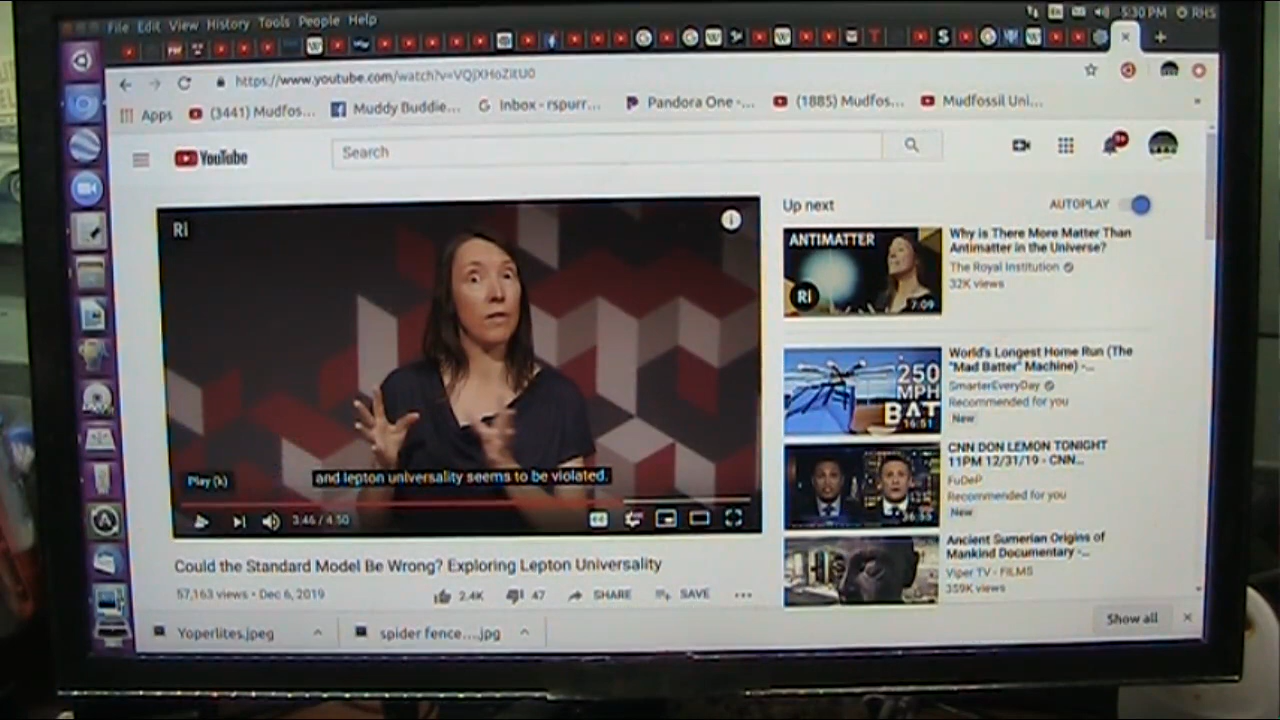 File Edit View History Tools People Help
5:30 PM RHS
https://www.youtube.com/watch?v=VQjXHoZitU0
Apps (3441) Mudfos... Muddy Buddie... Inbox - rspurr... Pandora One -... (1885) Mudfos... Mudfossil Uni...
YouTube
Search
Up next
AUTOPLAY
Ri
ANTIMATTER
Ri
7:09
Why is There More Matter Than
Antimatter in the Universe?
The Royal Institution
32K views
250
MPH
BAT
16:51
World's Longest Home Run (The
"Mad Batter" Machine) -...
SmarterEveryDay
Recommended for you
New
CNN DON LEMON TONIGHT
11PM 12/31/19 - CNN...
FuDeP
Recommended for you
New
36:55
Ancient Sumerian Origins of
Mankind Documentary -...
Viper TV - FILMS
359K views
and lepton universality seems to be violated.
Play (k)
3:46 / 4:50
Could the Standard Model Be Wrong? Exploring Lepton Universality
57,163 views • Dec 6, 2019
2.4K 47 SHARE SAVE
Yoperlites.jpeg spider fence....jpg
Show all